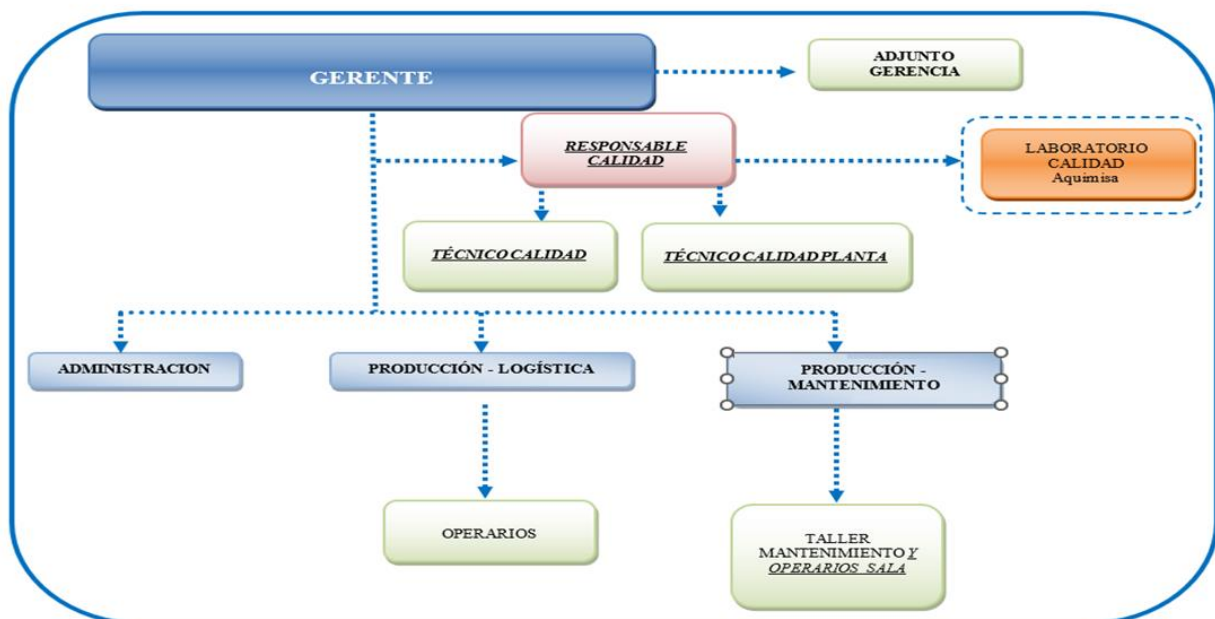 GERENTE
ADJUNTO
GERENCIA
RESPONSABLE
CALIDAD
LABORATORIO
CALIDAD
Aquimisa
TÉCNICO CALIDAD
TÉCNICO CALIDAD PLANTA
ADMINISTRACION
PRODUCCIÓN - LOGÍSTICA
PRODUCCIÓN -
MANTENIMIENTO
OPERARIOS
TALLER
MANTENIMIENTO Y
OPERARIOS SALA